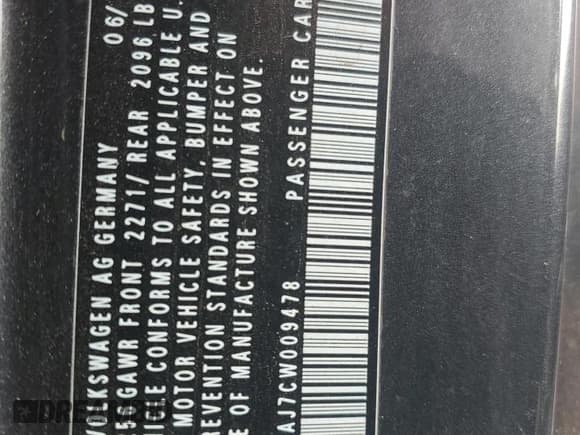 VOLKSWAGEN AG GERMANY 06/
GAWR FRONT 2271/ REAR 2096 LB
CONFORMS TO ALL APPLICABLE U.
MOTOR VEHICLE SAFETY, BUMPER AND
REVENTION STANDARDS IN EFFECT ON
E OF MANUFACTURE SHOWN ABOVE.
AJ7CW009478 PASSENGER CAR